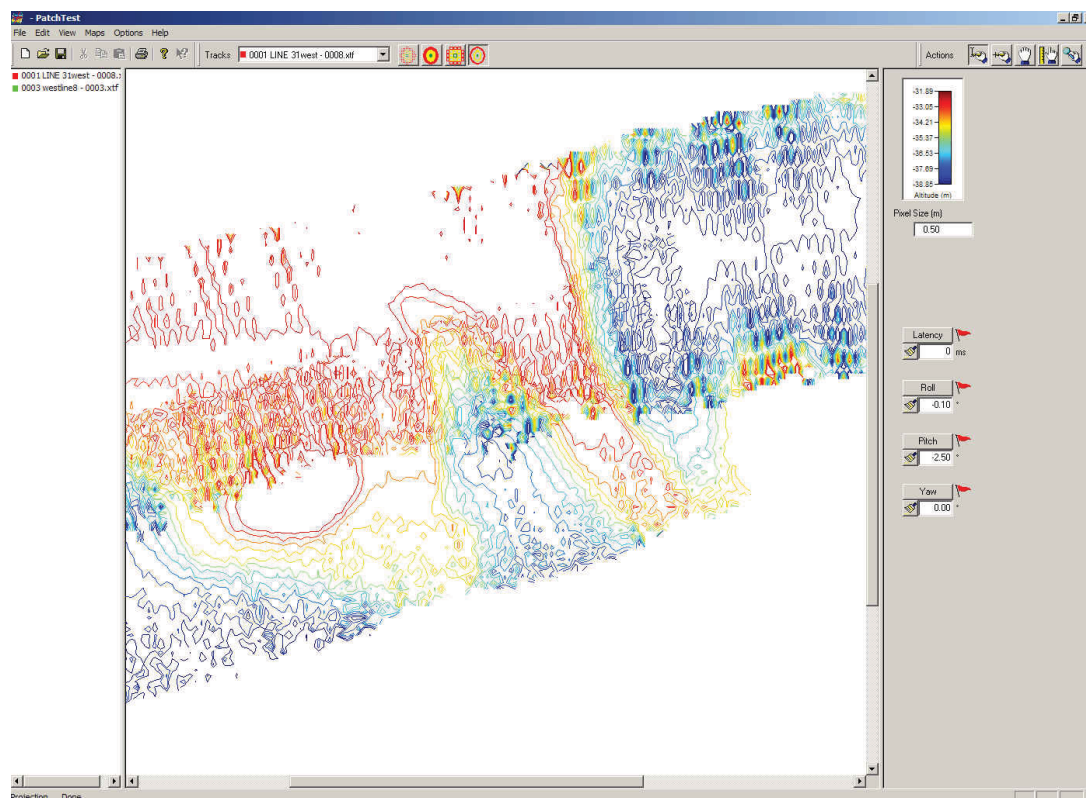 - PatchTest
File Edit View Maps Options Help
Tracks 0001 LINE 31west - 0008.xtf Actions
0001 LINE 31west - 0008.x
0003 westline8 - 0003.xtf
-31.89
-33.05
-34.21
-35.37
-36.53
-37.69
-38.85
Altitude (m)
Pixel Size (m)
0.50
Latency
0 ms
Roll
-0.10 °
Pitch
-2.50 °
Yaw
0.00 °
Projection Done